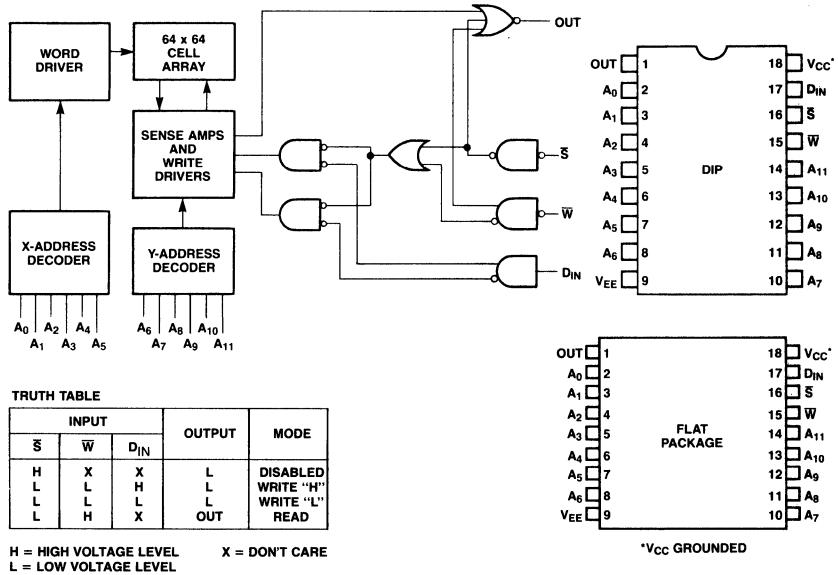 WORD
DRIVER
64 x 64
CELL
ARRAY
SENSE AMPS
AND
WRITE
DRIVERS
X-ADDRESS
DECODER
Y-ADDRESS
DECODER
A0 A1 A2 A3 A4 A5
A6 A7 A8 A9 A10 A11
OUT
S̅
W̅
DIN
DIP
OUT 1 18 VCC*
A0 2 17 DIN
A1 3 16 S̅
A2 4 15 W̅
A3 5 14 A11
A4 6 13 A10
A5 7 12 A9
A6 8 11 A8
VEE 9 10 A7
FLAT
PACKAGE
OUT 1 18 VCC*
A0 2 17 DIN
A1 3 16 S̅
A2 4 15 W̅
A3 5 14 A11
A4 6 13 A10
A5 7 12 A9
A6 8 11 A8
VEE 9 10 A7
*VCC GROUNDED
TRUTH TABLE
INPUT OUTPUT MODE
S̅ W̅ DIN
H X X L DISABLED
L L H L WRITE “H”
L L L L WRITE “L”
L H X OUT READ
H = HIGH VOLTAGE LEVEL X = DON'T CARE
L = LOW VOLTAGE LEVEL